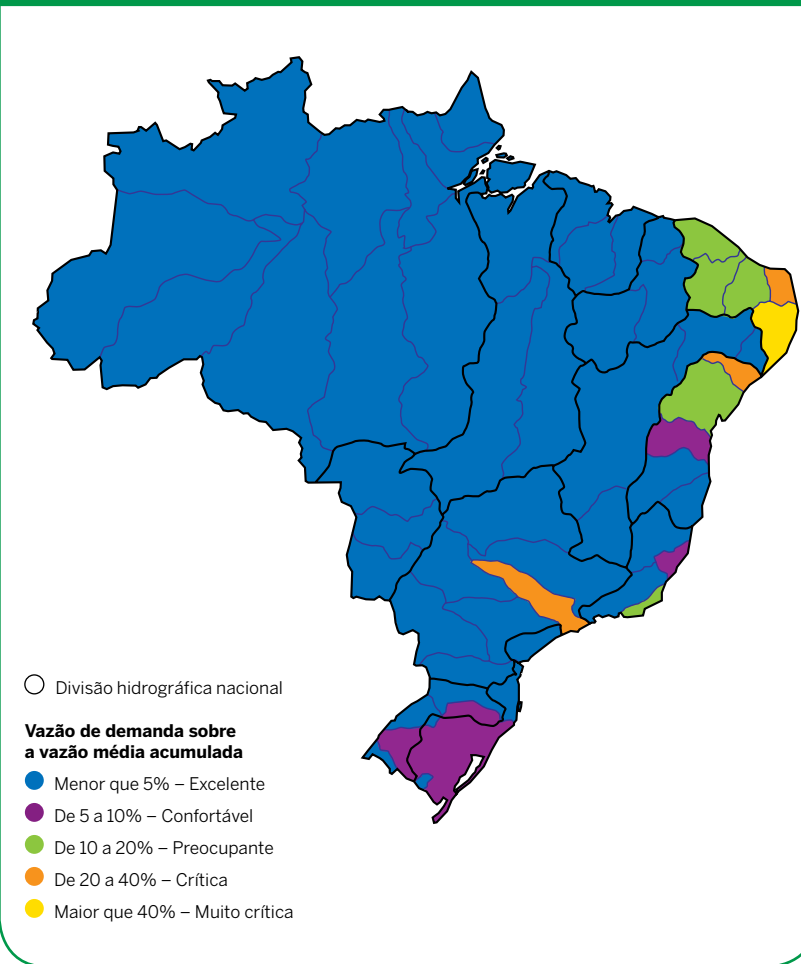 Divisão hidrográfica nacional
Vazão de demanda sobre
a vazão média acumulada
Menor que 5% – Excelente
De 5 a 10% – Confortável
De 10 a 20% – Preocupante
De 20 a 40% – Crítica
Maior que 40% – Muito crítica